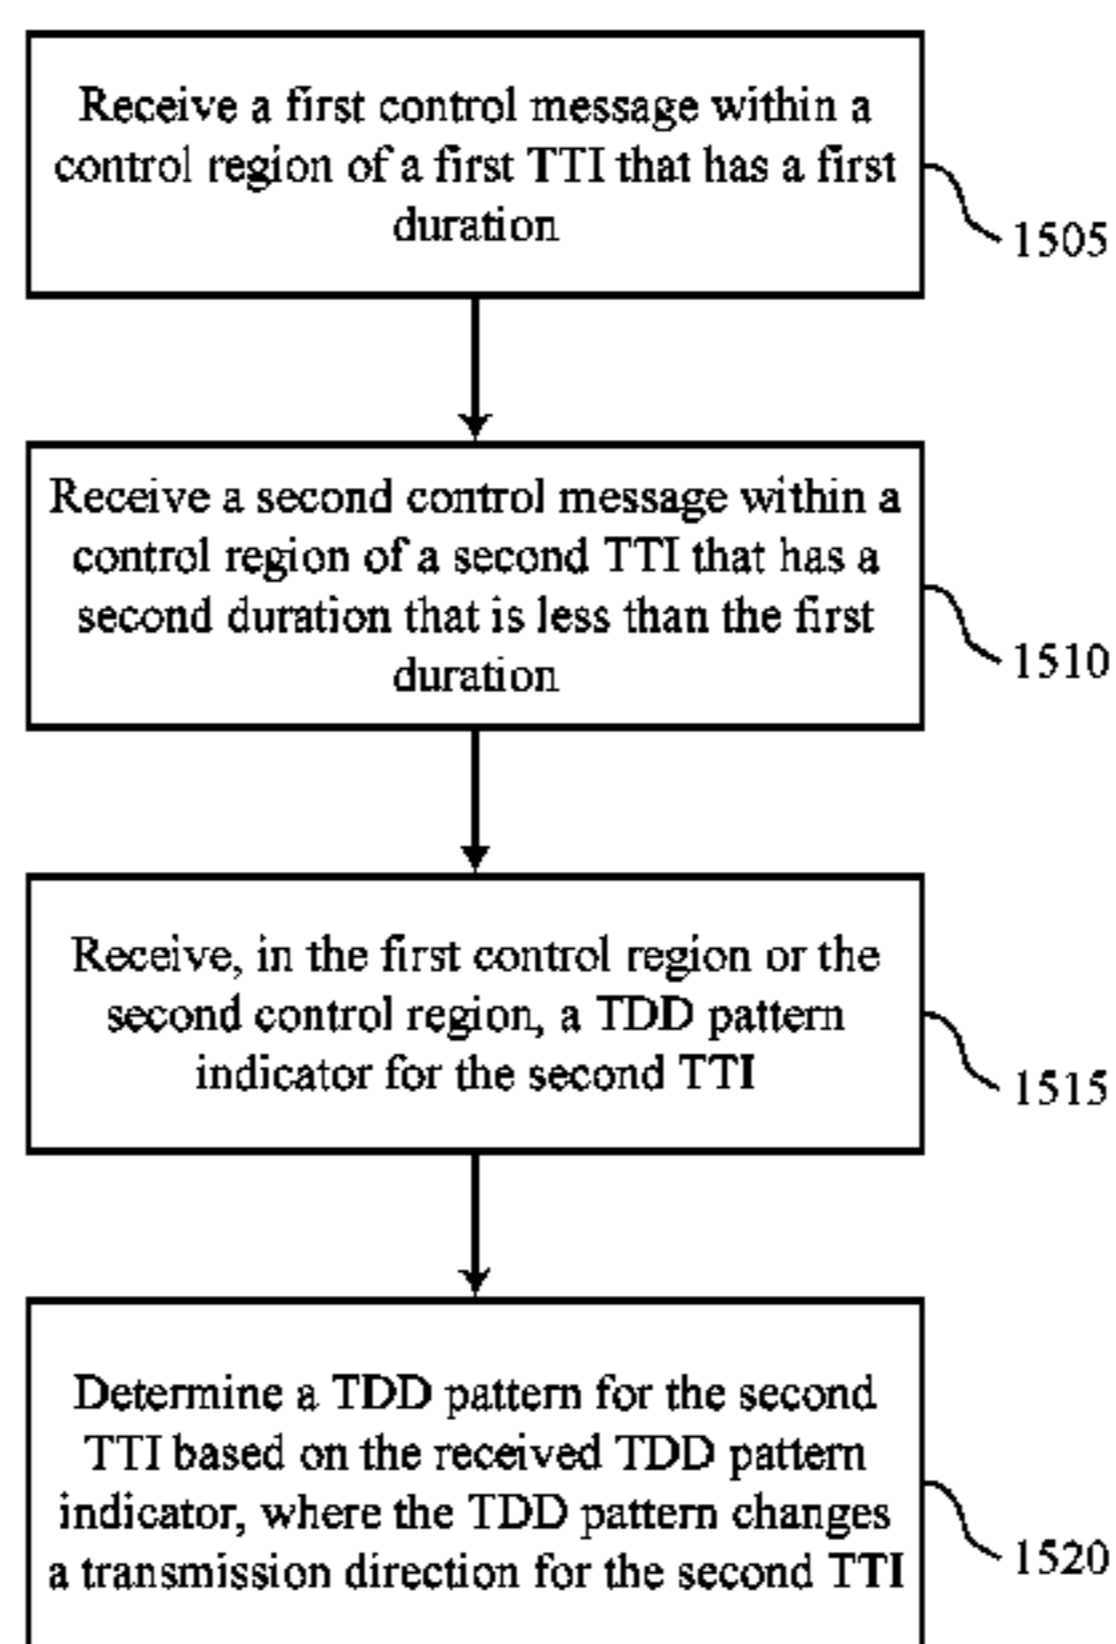 Receive a first control message within a
control region of a first TTI that has a first
duration
1505
Receive a second control message within a
control region of a second TTI that has a
second duration that is less than the first
duration
1510
Receive, in the first control region or the
second control region, a TDD pattern
indicator for the second TTI
1515
Determine a TDD pattern for the second
TTI based on the received TDD pattern
indicator, where the TDD pattern changes
a transmission direction for the second TTI
1520